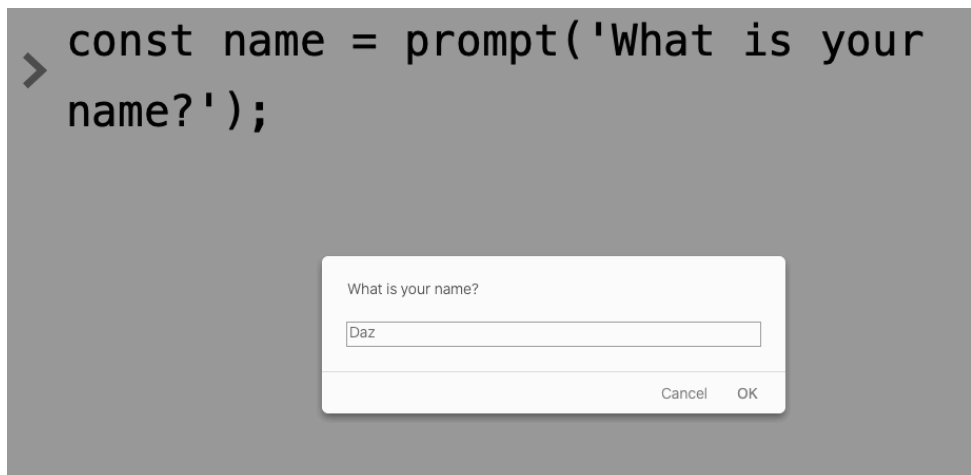 const name = prompt('What is your
name?');
What is your name?
Daz
Cancel OK